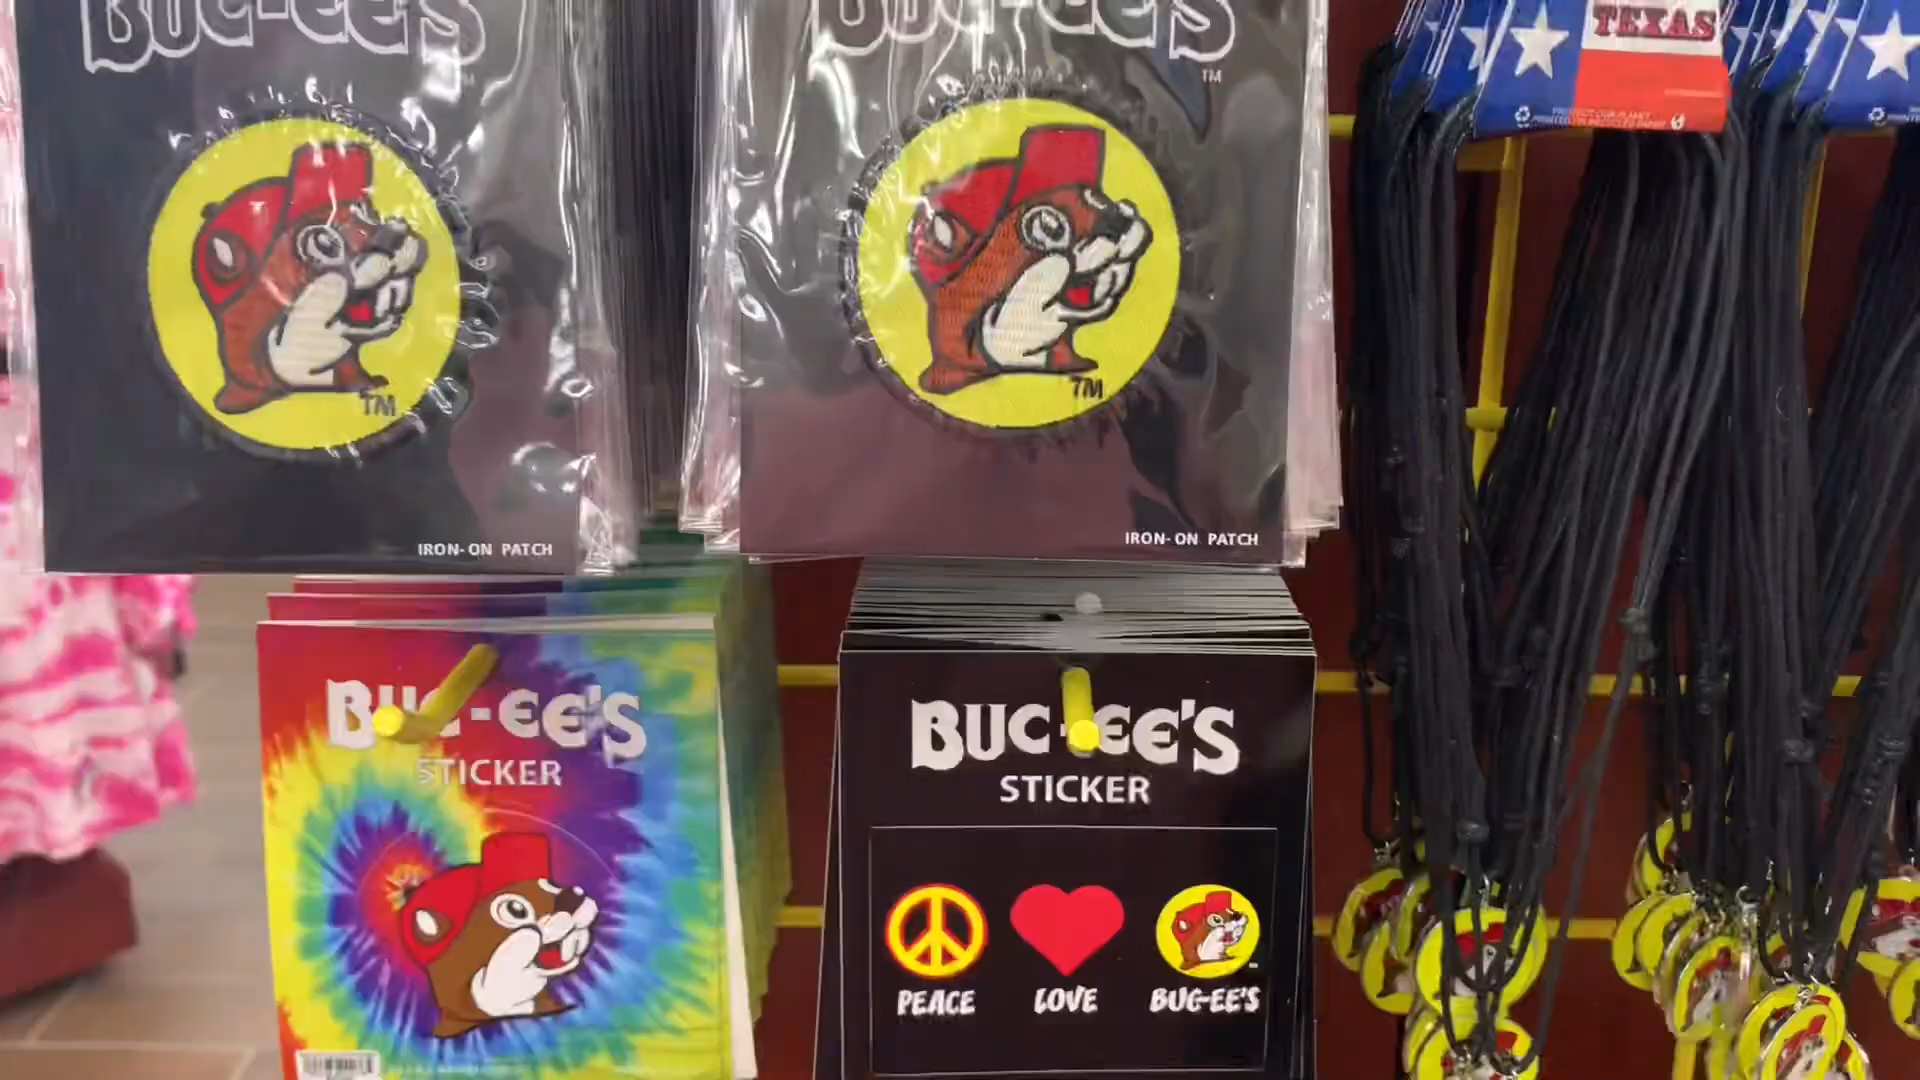 BUC-EE'S
BUC-EE'S
TM
TEXAS
TM
TM
IRON-ON PATCH
IRON-ON PATCH
BUC-EE'S
STICKER
BUC-EE'S
STICKER
PEACE
LOVE
BUC-EE'S